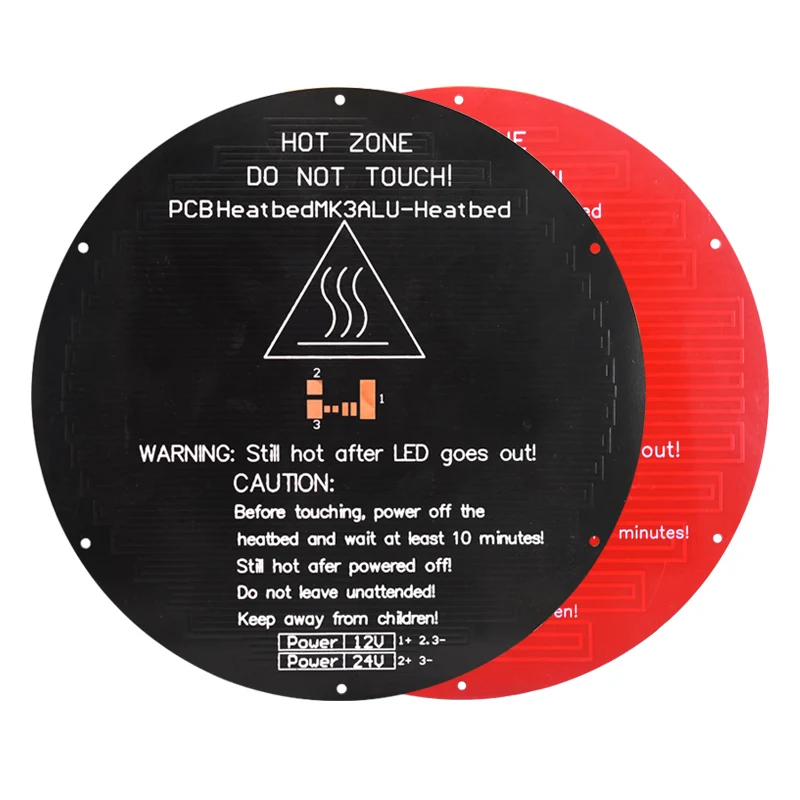 HOT ZONE
DO NOT TOUCH!
PCBHeatbedMK3ALU-Heatbed
2
1
3
WARNING: Still hot after LED goes out!
CAUTION:
Before touching, power off the
heatbed and wait at least 10 minutes!
Still hot afer powered off!
Do not leave unattended!
Keep away from children!
Power 12V 1+ 2.3-
Power 24V 2+ 3-
out!
minutes!